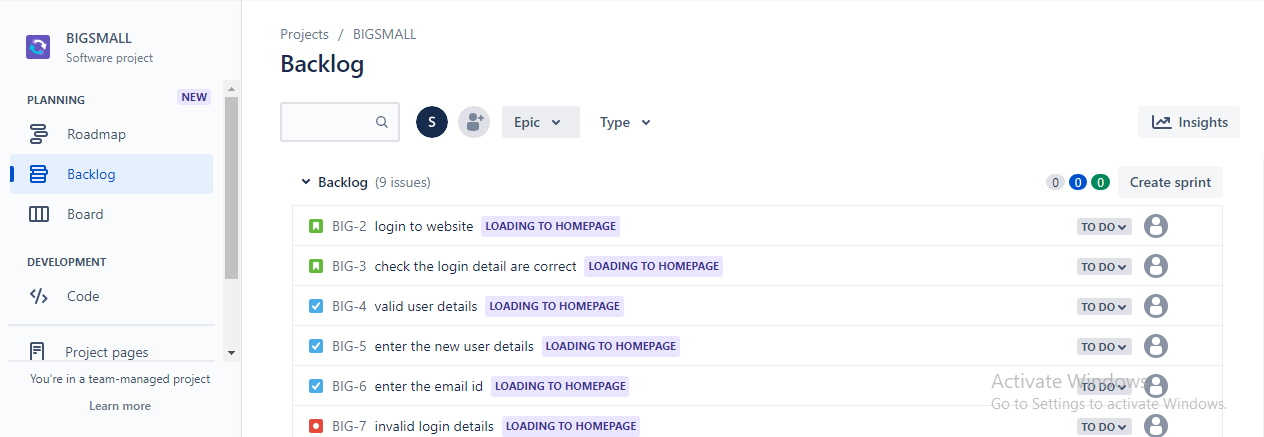 BIGSMALL
Software project
PLANNING NEW
Roadmap
Backlog
Board
DEVELOPMENT
Code
Project pages
You're in a team-managed project
Learn more
Projects / BIGSMALL
Backlog
S Epic Type Insights
Backlog (9 issues) 0 0 0 Create sprint
BIG-2 login to website LOADING TO HOMEPAGE TO DO
BIG-3 check the login detail are correct LOADING TO HOMEPAGE TO DO
BIG-4 valid user details LOADING TO HOMEPAGE TO DO
BIG-5 enter the new user details LOADING TO HOMEPAGE TO DO
BIG-6 enter the email id LOADING TO HOMEPAGE TO DO
BIG-7 invalid login details LOADING TO HOMEPAGE TO DO
Activate Windows
Go to Settings to activate Windows.